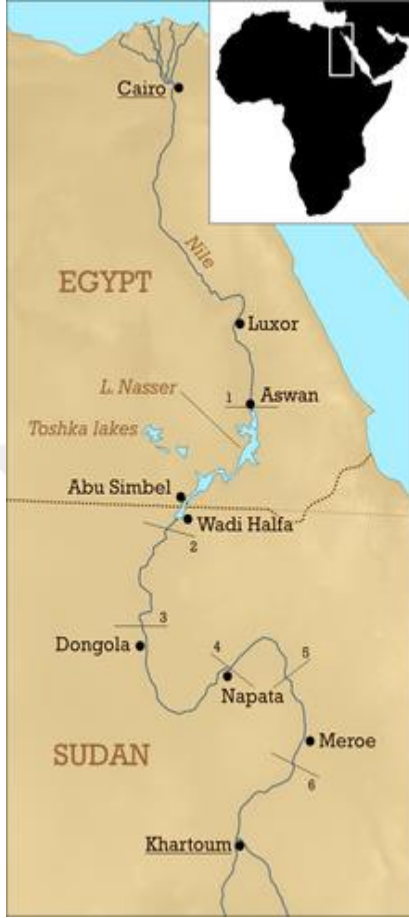 Cairo
Nile
EGYPT
Luxor
L. Nasser
1
Aswan
Toshka lakes
Abu Simbel
Wadi Halfa
2
3
Dongola
4
5
Napata
SUDAN
Meroe
6
Khartoum